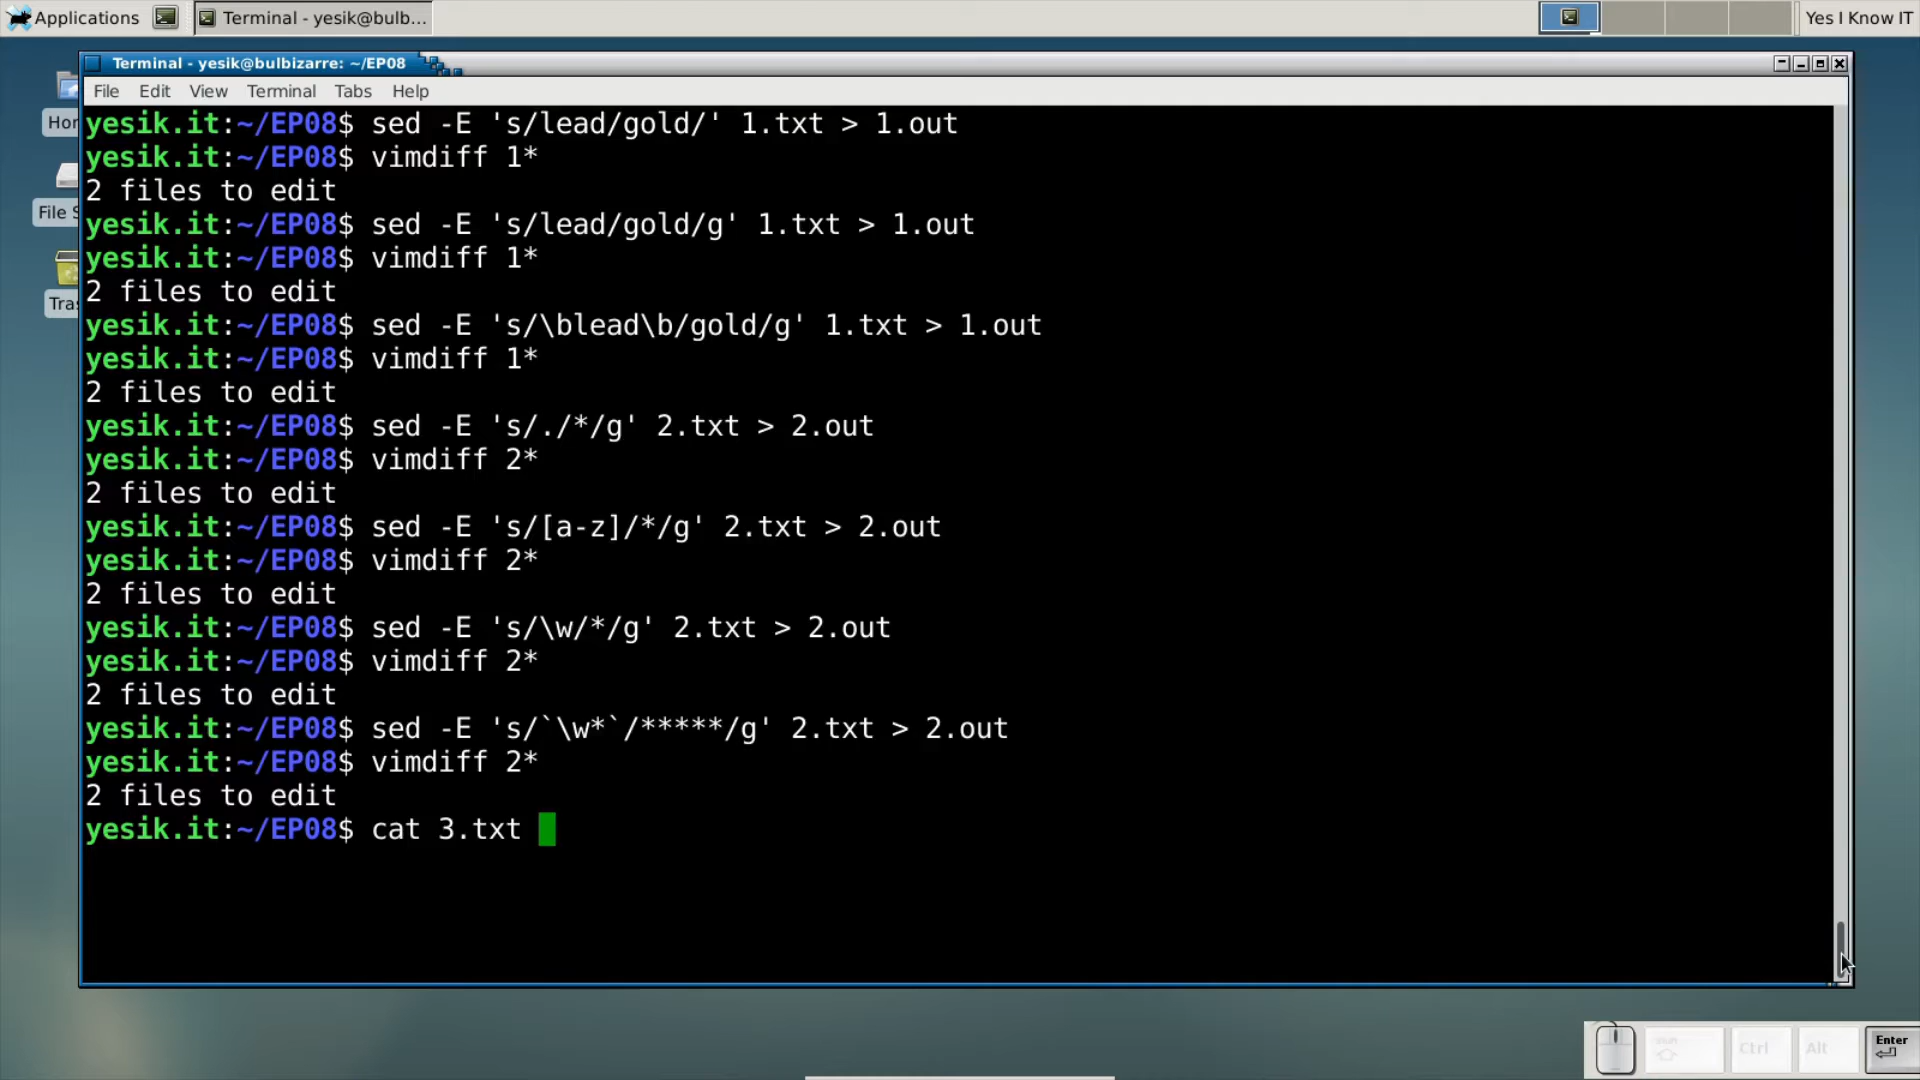 Applications
Terminal - yesik@bulb...
Yes I Know IT
Terminal - yesik@bulbizarre: ~/EP08
File Edit View Terminal Tabs Help
yesik.it:~/EP08$ sed -E 's/lead/gold/' 1.txt > 1.out
yesik.it:~/EP08$ vimdiff 1*
2 files to edit
yesik.it:~/EP08$ sed -E 's/lead/gold/g' 1.txt > 1.out
yesik.it:~/EP08$ vimdiff 1*
2 files to edit
yesik.it:~/EP08$ sed -E 's/\blead\b/gold/g' 1.txt > 1.out
yesik.it:~/EP08$ vimdiff 1*
2 files to edit
yesik.it:~/EP08$ sed -E 's/./*/g' 2.txt > 2.out
yesik.it:~/EP08$ vimdiff 2*
2 files to edit
yesik.it:~/EP08$ sed -E 's/[a-z]/*/g' 2.txt > 2.out
yesik.it:~/EP08$ vimdiff 2*
2 files to edit
yesik.it:~/EP08$ sed -E 's/\w/*/g' 2.txt > 2.out
yesik.it:~/EP08$ vimdiff 2*
2 files to edit
yesik.it:~/EP08$ sed -E 's/`\w*`/*****/g' 2.txt > 2.out
yesik.it:~/EP08$ vimdiff 2*
2 files to edit
yesik.it:~/EP08$ cat 3.txt
Hor
File S
Tras
Ctrl
Alt
Enter